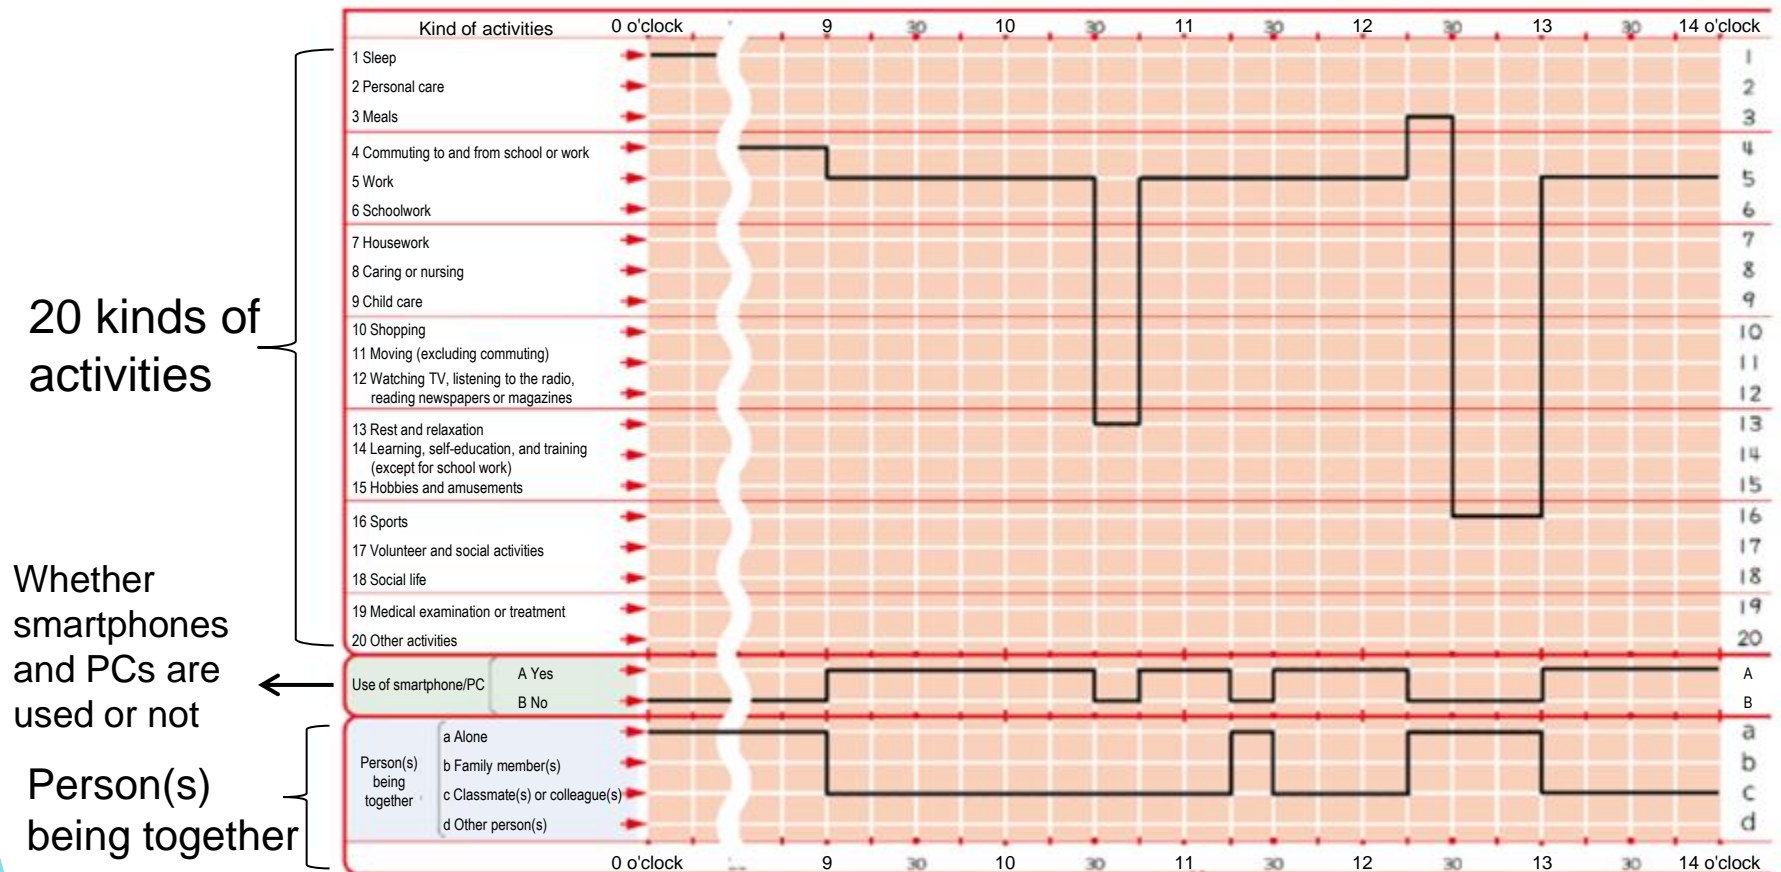 Kind of activities 0 o'clock 9 30 10 30 11 30 12 30 13 30 14 o'clock
1 Sleep 1
2 Personal care 2
3 Meals 3
4 Commuting to and from school or work 4
5 Work 5
6 Schoolwork 6
7 Housework 7
8 Caring or nursing 8
9 Child care 9
10 Shopping 10
11 Moving (excluding commuting) 11
12 Watching TV, listening to the radio,
reading newspapers or magazines 12
13 Rest and relaxation 13
14 Learning, self-education, and training
(except for school work) 14
15 Hobbies and amusements 15
16 Sports 16
17 Volunteer and social activities 17
18 Social life 18
19 Medical examination or treatment 19
20 Other activities 20
20 kinds of
activities
Use of smartphone/PC
A Yes A
B No B
Whether
smartphones
and PCs are
used or not
Person(s)
being
together
a Alone a
b Family member(s) b
c Classmate(s) or colleague(s) c
d Other person(s) d
Person(s)
being together
0 o'clock 9 30 10 30 11 30 12 30 13 30 14 o'clock